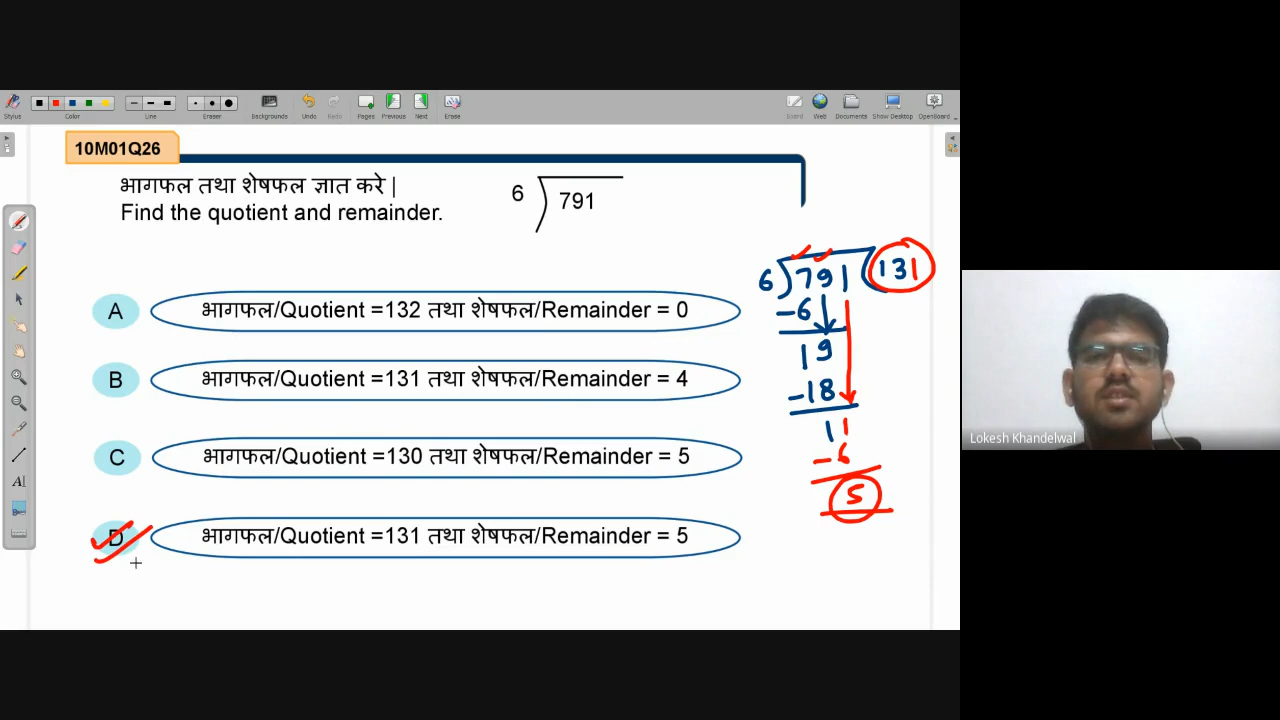 Stylus Color Line Eraser Backgrounds Undo Redo Pages Previous Next Erase Board Web Documents Show Desktop OpenBoard
10M01Q26
भागफल तथा शेषफल ज्ञात करे |
Find the quotient and remainder.
6 791
A भागफल/Quotient =132 तथा शेषफल/Remainder = 0
B भागफल/Quotient =131 तथा शेषफल/Remainder = 4
C भागफल/Quotient =130 तथा शेषफल/Remainder = 5
D भागफल/Quotient =131 तथा शेषफल/Remainder = 5
6)791(131
-6
19
-18
11
-6
5
AI
Lokesh Khandelwal